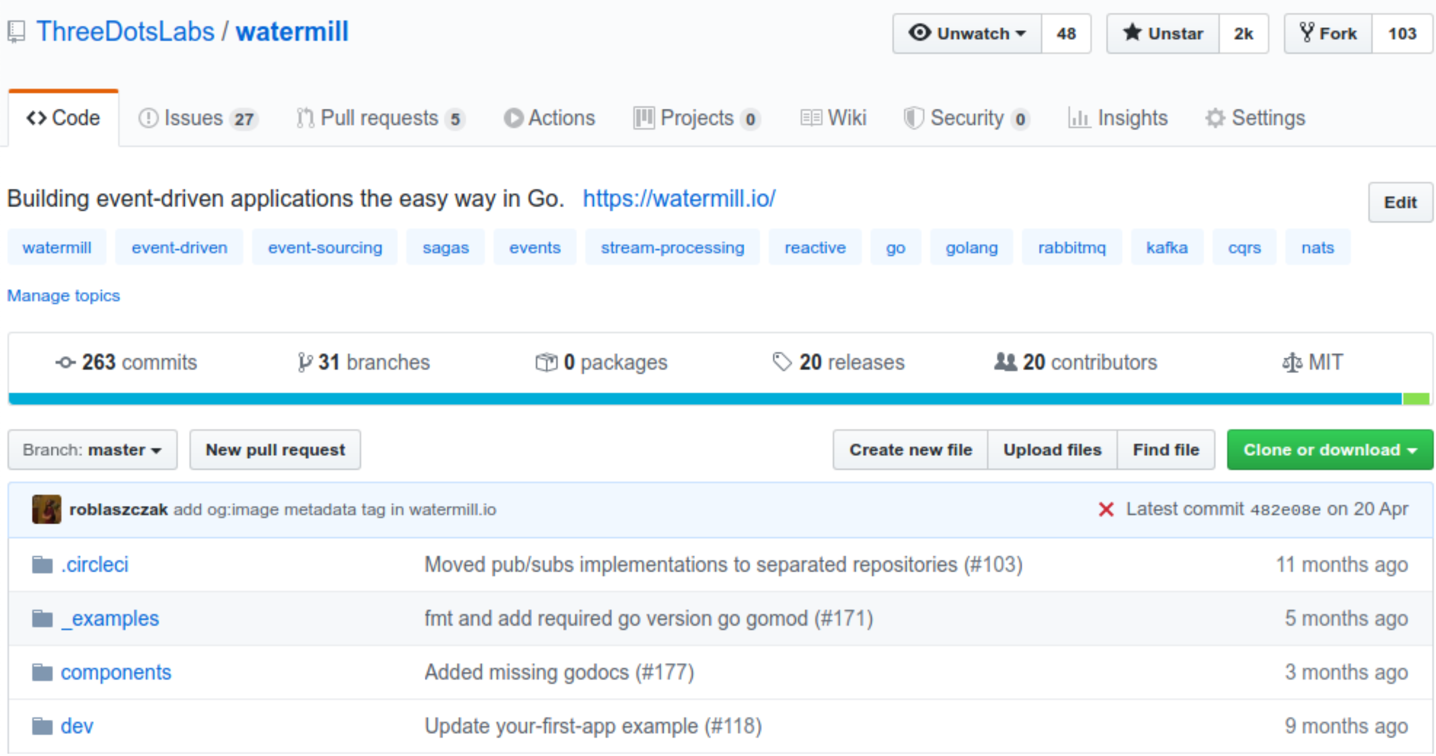 ThreeDotsLabs / watermill Unwatch 48 Unstar 2k Fork 103
Code Issues 27 Pull requests 5 Actions Projects 0 Wiki Security 0 Insights Settings
Building event-driven applications the easy way in Go. https://watermill.io/ Edit
watermill event-driven event-sourcing sagas events stream-processing reactive go golang rabbitmq kafka cqrs nats
Manage topics
263 commits 31 branches 0 packages 20 releases 20 contributors MIT
Branch: master New pull request Create new file Upload files Find file Clone or download
roblaszczak add og:image metadata tag in watermill.io Latest commit 482e08e on 20 Apr
.circleci Moved pub/subs implementations to separated repositories (#103) 11 months ago
_examples fmt and add required go version go gomod (#171) 5 months ago
components Added missing godocs (#177) 3 months ago
dev Update your-first-app example (#118) 9 months ago